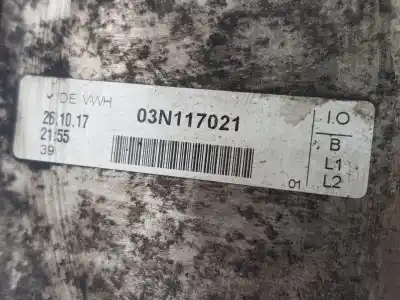 DE VWH
26.10.17
03N117021
21:55
39
01
I.O
B
L1
L2